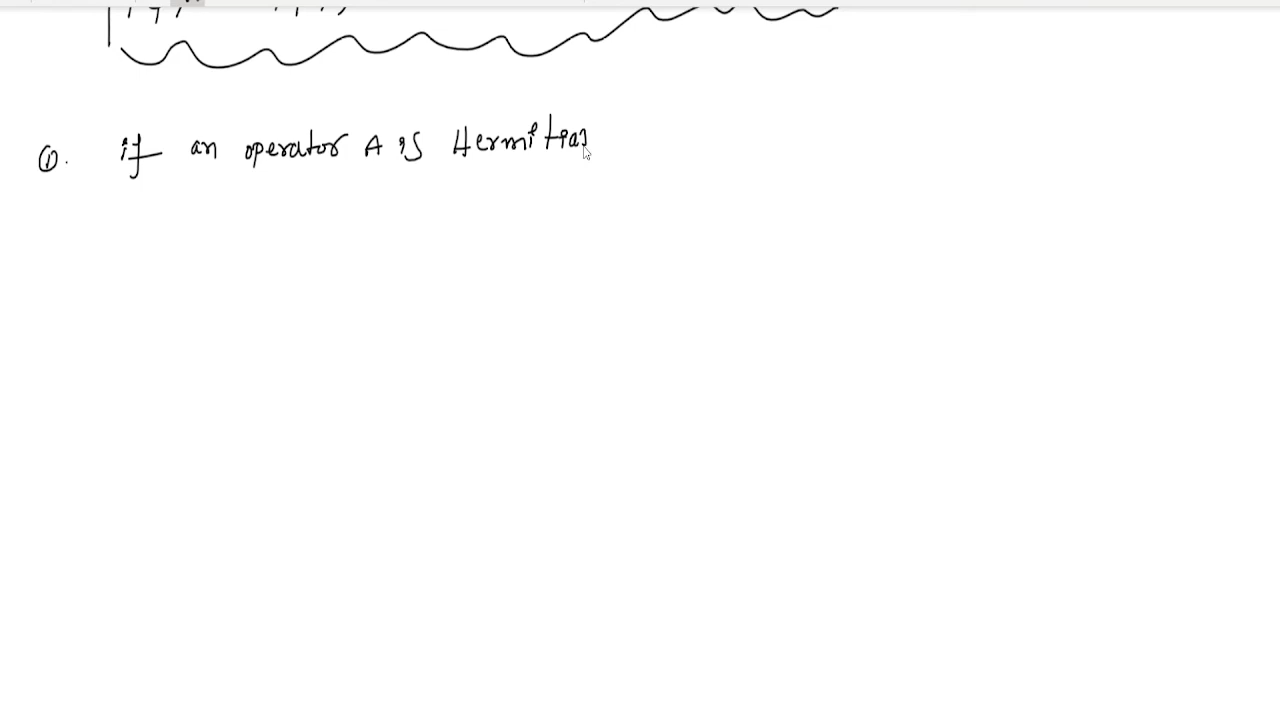 ①. if an operator A is Hermitian